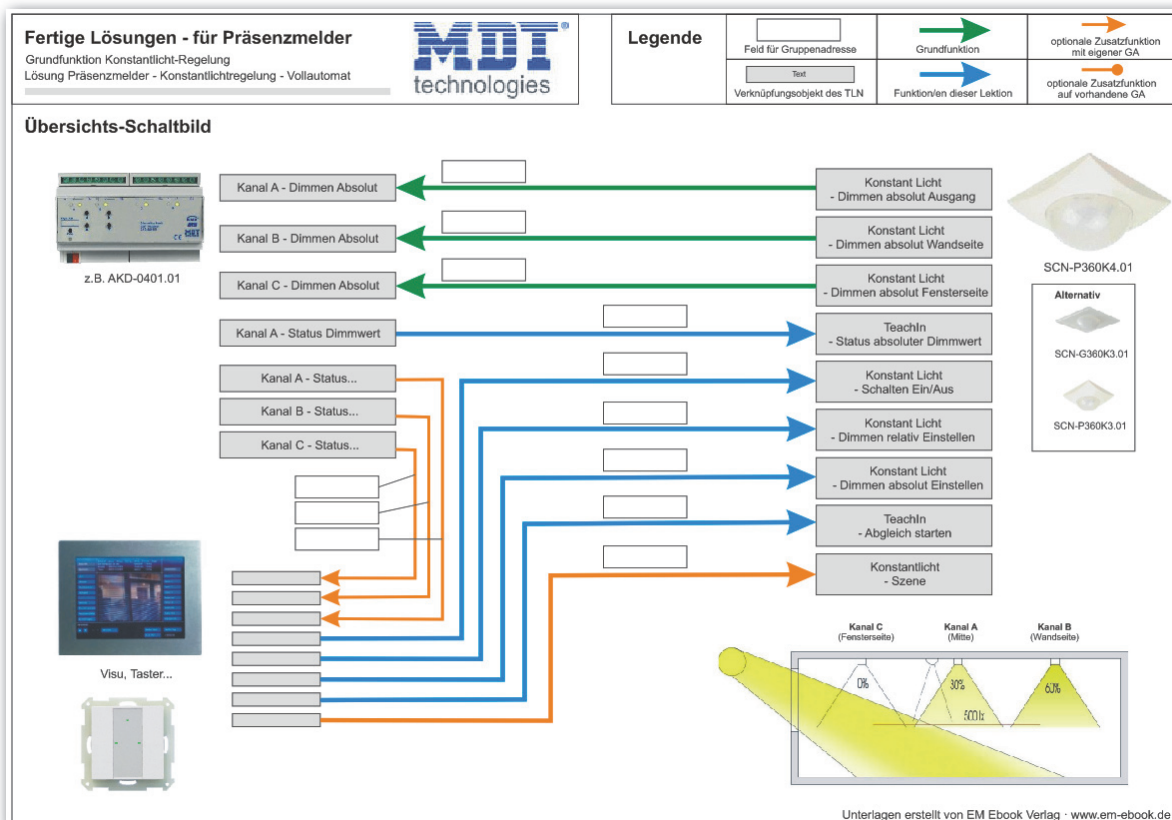 Fertige Lösungen - für Präsenzmelder
Grundfunktion Konstantlicht-Regelung
Lösung Präsenzmelder - Konstantlichtregelung - Vollautomat
MDT®
technologies
Legende
Feld für Gruppenadresse
Grundfunktion
optionale Zusatzfunktion
mit eigener GA
Text
Verknüpfungsobjekt des TLN
Funktion/en dieser Lektion
optionale Zusatzfunktion
auf vorhandene GA
Übersichts-Schaltbild
MDT
z.B. AKD-0401.01
Kanal A - Dimmen Absolut
Kanal B - Dimmen Absolut
Kanal C - Dimmen Absolut
Kanal A - Status Dimmwert
Kanal A - Status...
Kanal B - Status...
Kanal C - Status...
Konstant Licht
- Dimmen absolut Ausgang
Konstant Licht
- Dimmen absolut Wandseite
Konstant Licht
- Dimmen absolut Fensterseite
TeachIn
- Status absoluter Dimmwert
Konstant Licht
- Schalten Ein/Aus
Konstant Licht
- Dimmen relativ Einstellen
Konstant Licht
- Dimmen absolut Einstellen
TeachIn
- Abgleich starten
Konstantlicht
- Szene
SCN-P360K4.01
Alternativ
SCN-G360K3.01
SCN-P360K3.01
Visu, Taster...
Kanal C
(Fensterseite)
Kanal A
(Mitte)
Kanal B
(Wandseite)
0%
30%
60%
500 lx
Unterlagen erstellt von EM Ebook Verlag · www.em-ebook.de